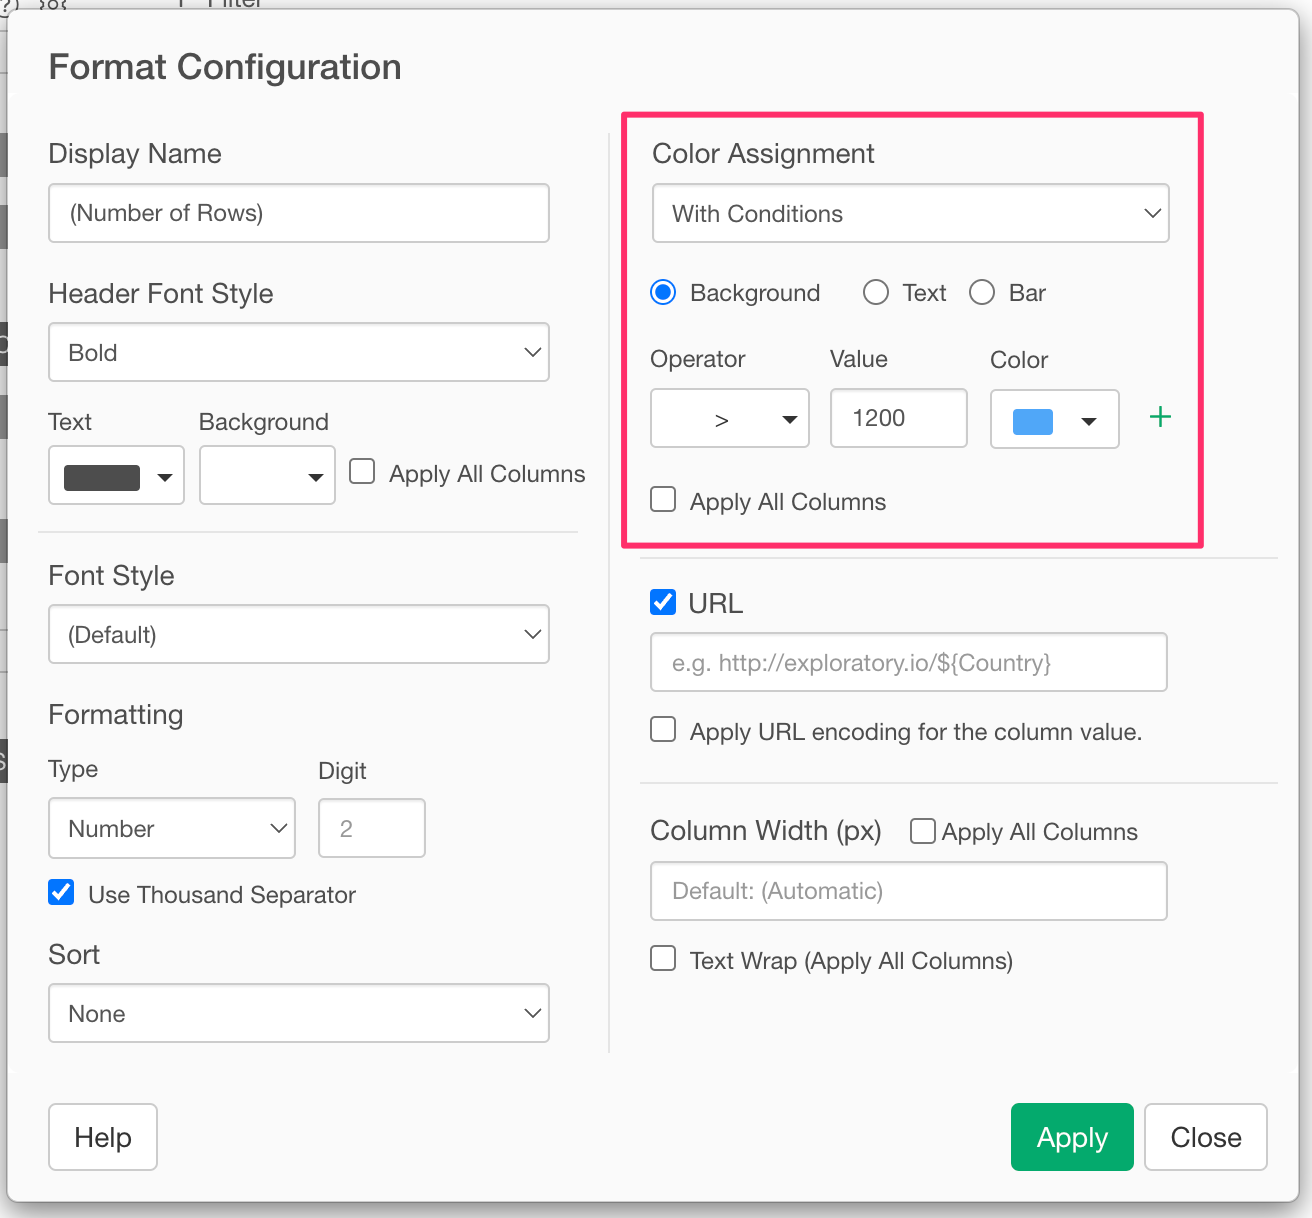 Filter
Format Configuration
Display Name
(Number of Rows)
Header Font Style
Bold
Text
Background
Apply All Columns
Font Style
(Default)
Formatting
Type
Digit
Number
2
Use Thousand Separator
Sort
None
Color Assignment
With Conditions
Background
Text
Bar
Operator
Value
Color
>
1200
+
Apply All Columns
URL
e.g. http://exploratory.io/${Country}
Apply URL encoding for the column value.
Column Width (px)
Apply All Columns
Default: (Automatic)
Text Wrap (Apply All Columns)
Help
Apply
Close